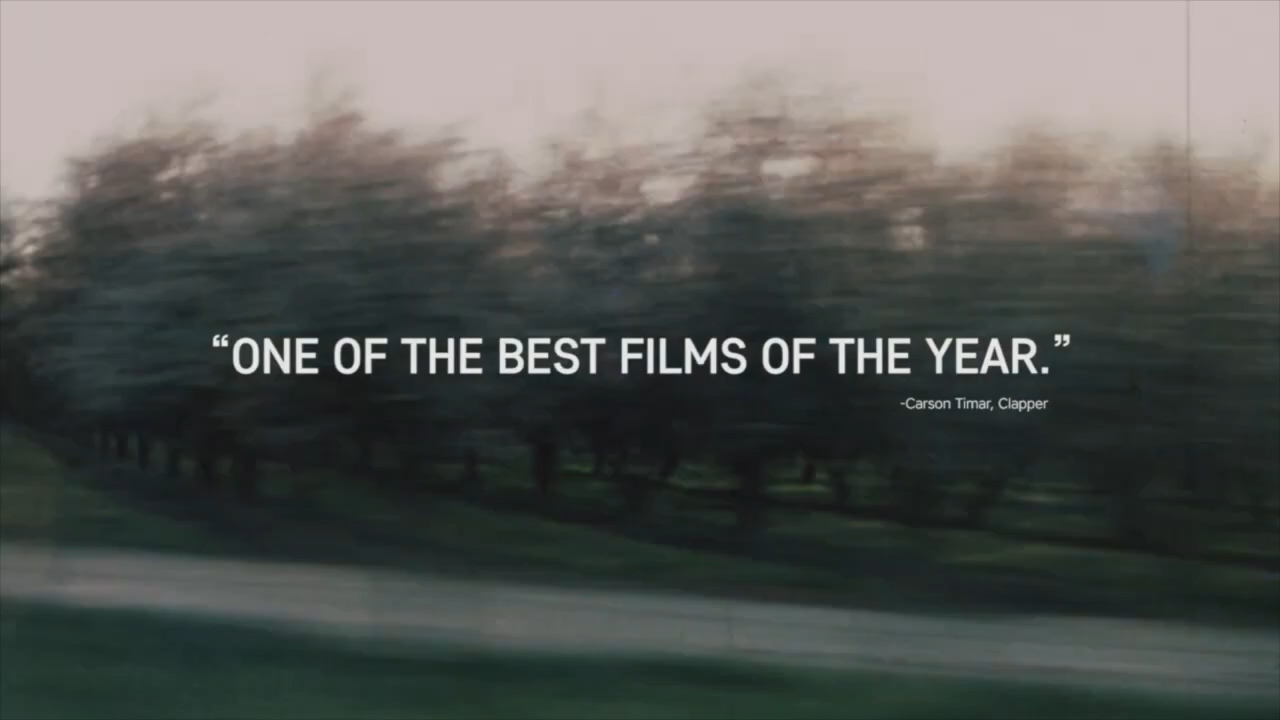 “ONE OF THE BEST FILMS OF THE YEAR.”
-Carson Timar, Clapper